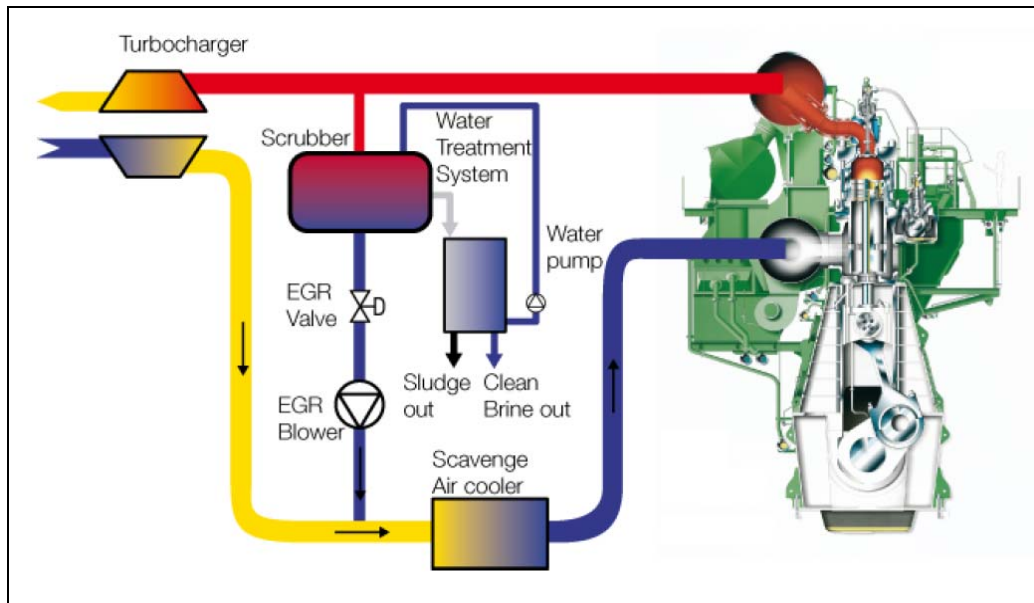 Turbocharger
Scrubber
Water
Treatment
System
Water
pump
EGR
Valve
Sludge
out
Clean
Brine out
EGR
Blower
Scavenge
Air cooler